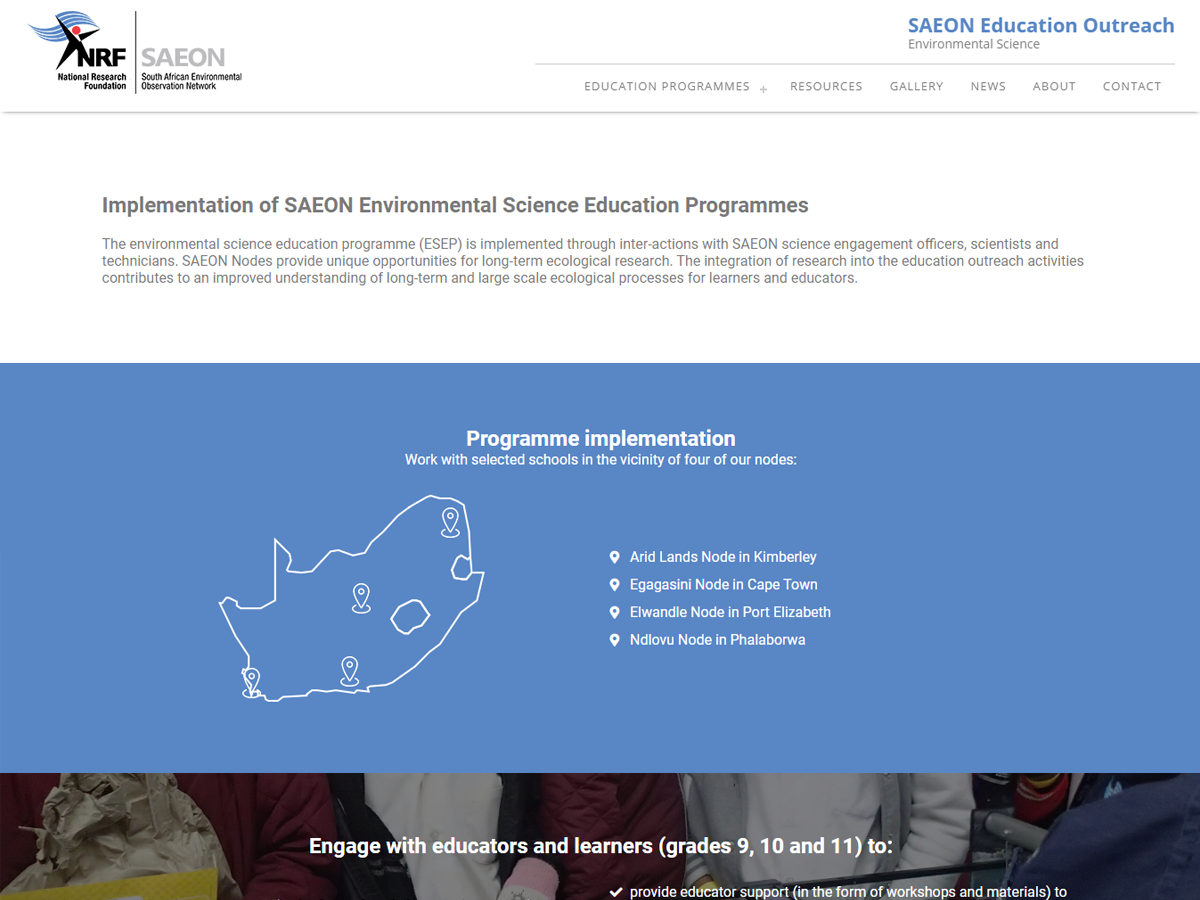 NRF
National Research
Foundation
SAEON
South African Environmental
Observation Network
SAEON Education Outreach
Environmental Science
EDUCATION PROGRAMMES +
RESOURCES
GALLERY
NEWS
ABOUT
CONTACT
Implementation of SAEON Environmental Science Education Programmes
The environmental science education programme (ESEP) is implemented through inter-actions with SAEON science engagement officers, scientists and
technicians. SAEON Nodes provide unique opportunities for long-term ecological research. The integration of research into the education outreach activities
contributes to an improved understanding of long-term and large scale ecological processes for learners and educators.
Programme implementation
Work with selected schools in the vicinity of four of our nodes:
Arid Lands Node in Kimberley
Egagasini Node in Cape Town
Elwandle Node in Port Elizabeth
Ndlovu Node in Phalaborwa
Engage with educators and learners (grades 9, 10 and 11) to:
provide educator support (in the form of workshops and materials) to